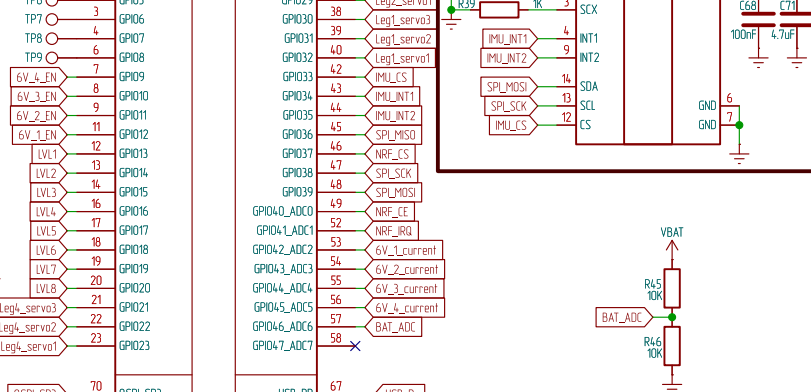 TP6 GPIO5
3 GPIO6
TP7
TP8 4 GPIO7
TP9 6 GPIO8
6V_4_EN 7 GPIO9
6V_3_EN 8 GPIO10
6V_2_EN 9 GPIO11
6V_1_EN 11 GPIO12
LVL1 12 GPIO13
LVL2 13 GPIO14
LVL3 14 GPIO15
LVL4 16 GPIO16
LVL5 17 GPIO17
LVL6 18 GPIO18
LVL7 19 GPIO19
LVL8 20 GPIO20
Leg4_servo3 21 GPIO21
Leg4_servo2 22 GPIO22
Leg4_servo1 23 GPIO23
70
GPIO29 Leg2_servo1
GPIO30 38 Leg1_servo3
GPIO31 39 Leg1_servo2
GPIO32 40 Leg1_servo1
GPIO33 42 IMU_CS
GPIO34 43 IMU_INT1
GPIO35 44 IMU_INT2
GPIO36 45 SPI_MISO
GPIO37 46 NRF_CS
GPIO38 47 SPI_SCK
GPIO39 48 SPI_MOSI
GPIO40_ADC0 49 NRF_CE
GPIO41_ADC1 52 NRF_IRQ
GPIO42_ADC2 53 6V_1_current
GPIO43_ADC3 54 6V_2_current
GPIO44_ADC4 55 6V_3_current
GPIO45_ADC5 56 6V_4_current
GPIO46_ADC6 57 BAT_ADC
GPIO47_ADC7 58
67
R39 1K 3 SCX
IMU_INT1 4 INT1
IMU_INT2 9 INT2
SPI_MOSI 14 SDA
SPI_SCK 13 SCL
IMU_CS 12 CS
GND 6
GND 7
C68 C71
100nF 4.7uF
VBAT
R45
10K
BAT_ADC
R46
10K